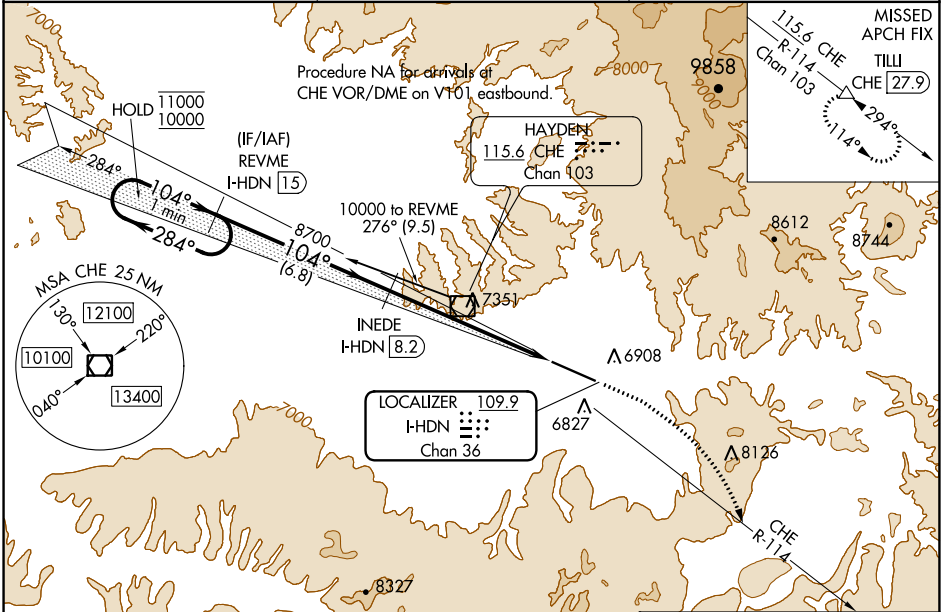 7000
Procedure NA for arrivals at
CHE VOR/DME on V101 eastbound.
8000
9000
9858
MISSED
APCH FIX
TILLI
CHE 27.9
115.6 CHE
R-114
Chan 103
294°
114°
HOLD 11000
10000
(IF/IAF)
REVME
I-HDN 15
HAYDEN
115.6 CHE
Chan 103
284°
104°
1 min
284°
8700
104°
(6.8)
10000 to REVME
276° (9.5)
8612
8744
7351
INEDE
I-HDN 8.2
MSA CHE 25 NM
130°
12100
220°
10100
040°
13400
6908
6827
LOCALIZER 109.9
I-HDN
Chan 36
7000
8126
CHE
R-114
8327